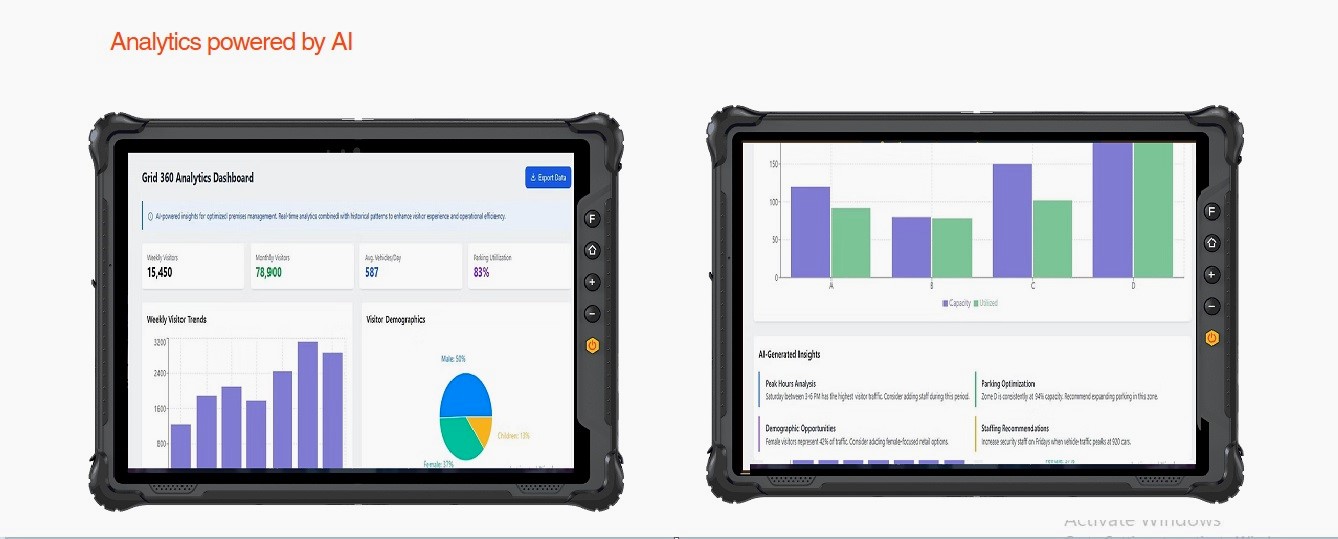 Analytics powered by AI
Grid 360 Analytics Dashboard
Export Data
AI-powered insights for optimized premises management. Real-time analytics combined with historical patterns to enhance visitor experience and operational efficiency.
Weekly Visitors
15,450
Monthly Visitors
78,900
Avg. Vehicles/Day
587
Parking Utilization
83%
Weekly Visitor Trends
3200
2400
1600
800
Visitor Demographics
Male: 50%
Children: 13%
Female: 37%
F
150
100
50
0
A
B
C
D
Capacity
Utilized
AI-Generated Insights
Peak Hours Analysis
Saturday between 3-6 PM has the highest visitor traffic. Consider adding staff during this period.
Parking Optimization
Zone D is consistently at 94% capacity. Recommend expanding parking in this zone.
Demographic Opportunities
Female visitors represent 42% of traffic. Consider adding female-focused retail options.
Staffing Recommendations
Increase security staff on Fridays when vehicle traffic peaks at 920 cars.
F
Activate Windows